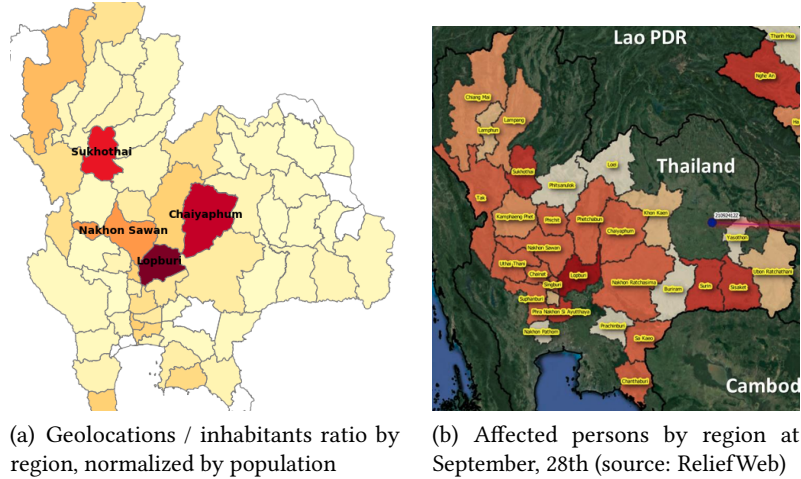 Sukhothai
Chaiyaphum
Nakhon Sawan
Lopburi
Lao PDR
Thanh Hoa
Nghe An
Ha
Chiang Mai
Lampang
Lamphun
Loei
Sukhothai
Thailand
Phitsanulok
Tak
Khon Kaen
Kamphaeng Phet
Phichit
Phetchabun
Chaiyaphum
Yasothon
Nakhon Sawan
Uthai Thani
Lopburi
Ubon Ratchathani
Chainat
Nakhon Ratchasima
Singburi
Buriram
Surin
Sisaket
Suphanburi
Phra Nakhon Si Ayutthaya
Prachinburi
Nakhon Pathom
Sa Kaeo
Chanthaburi
Cambod
(a) Geolocations / inhabitants ratio by
region, normalized by population
(b) Affected persons by region at
September, 28th (source: ReliefWeb)